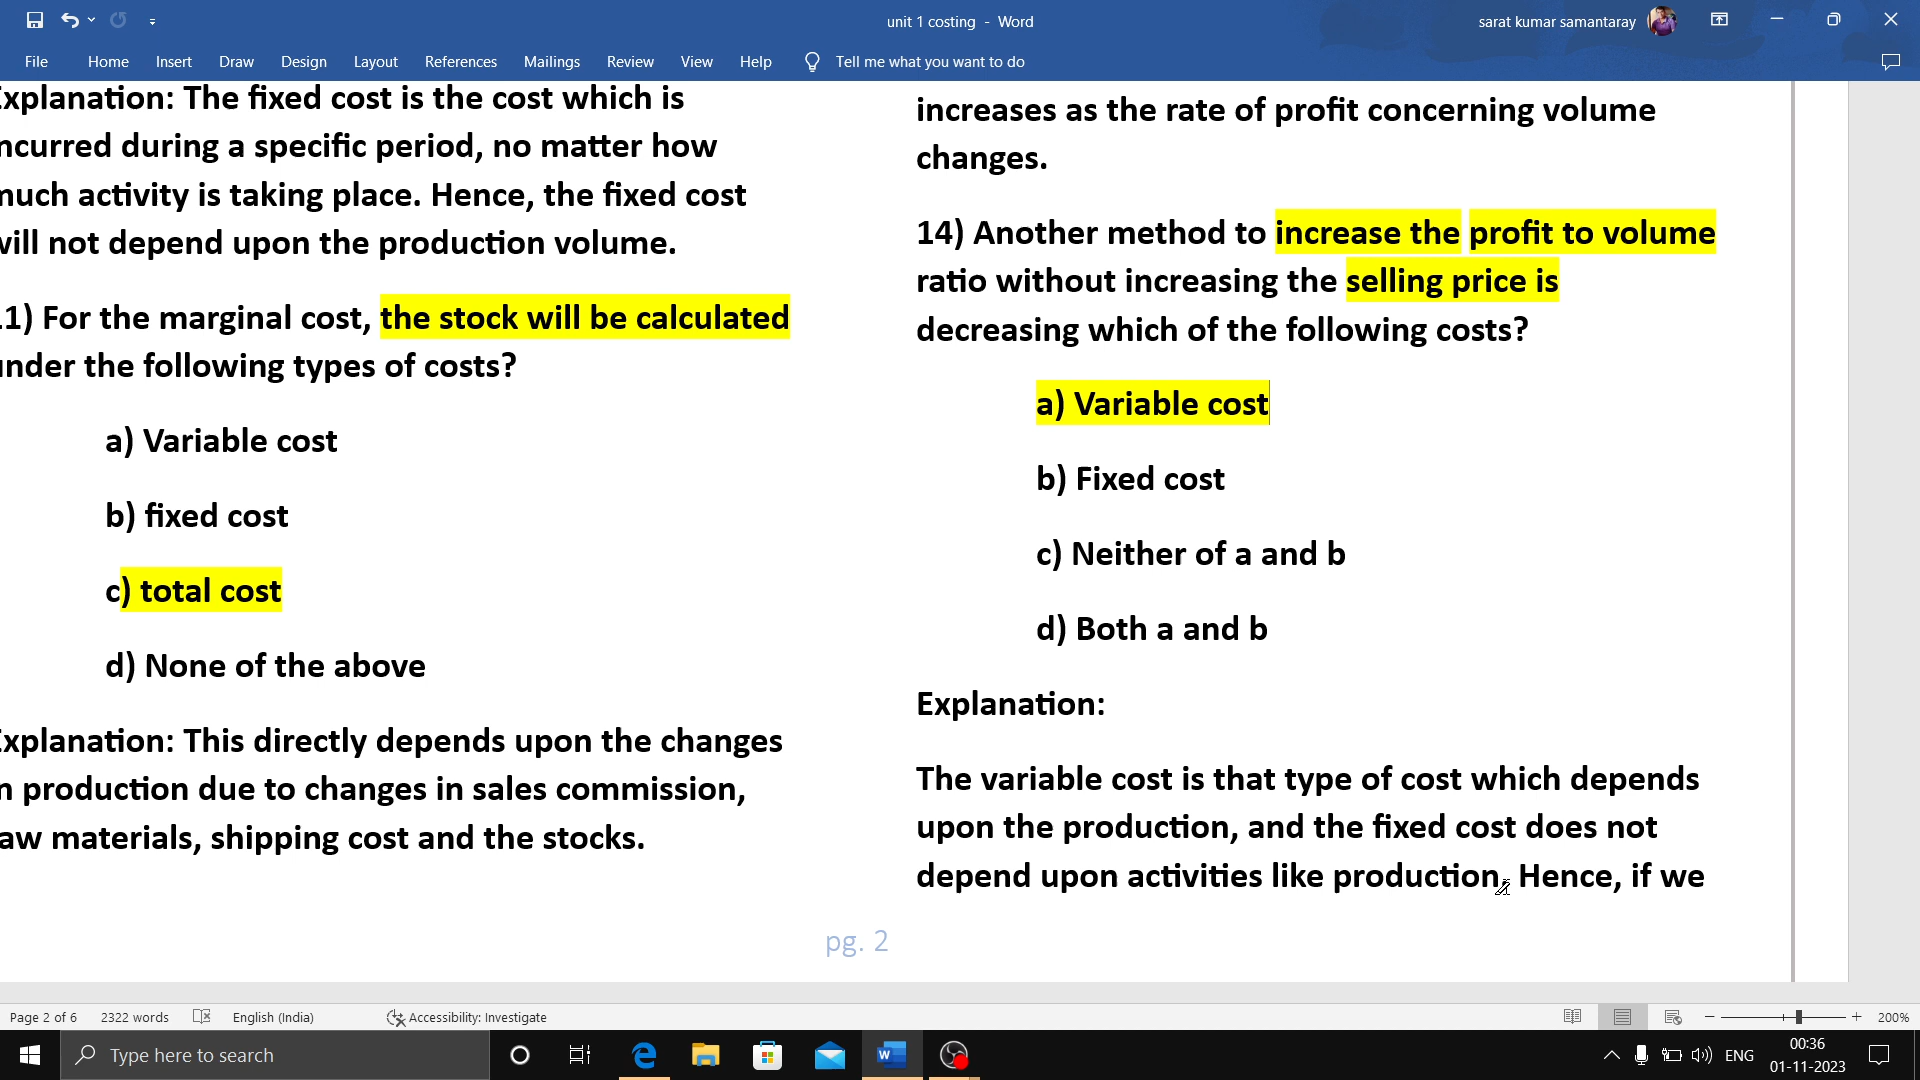 unit 1 costing - Word
sarat kumar samantaray
File Home Insert Draw Design Layout References Mailings Review View Help Tell me what you want to do
Explanation: The fixed cost is the cost which is
ncurred during a specific period, no matter how
much activity is taking place. Hence, the fixed cost
will not depend upon the production volume.
11) For the marginal cost, the stock will be calculated
under the following types of costs?
a) Variable cost
b) fixed cost
c) total cost
d) None of the above
Explanation: This directly depends upon the changes
n production due to changes in sales commission,
aw materials, shipping cost and the stocks.
increases as the rate of profit concerning volume
changes.
14) Another method to increase the profit to volume
ratio without increasing the selling price is
decreasing which of the following costs?
a) Variable cost
b) Fixed cost
c) Neither of a and b
d) Both a and b
Explanation:
The variable cost is that type of cost which depends
upon the production, and the fixed cost does not
depend upon activities like production. Hence, if we
pg. 2
Page 2 of 6 2322 words English (India) Accessibility: Investigate 200%
Type here to search
W
ENG
00:36
01-11-2023